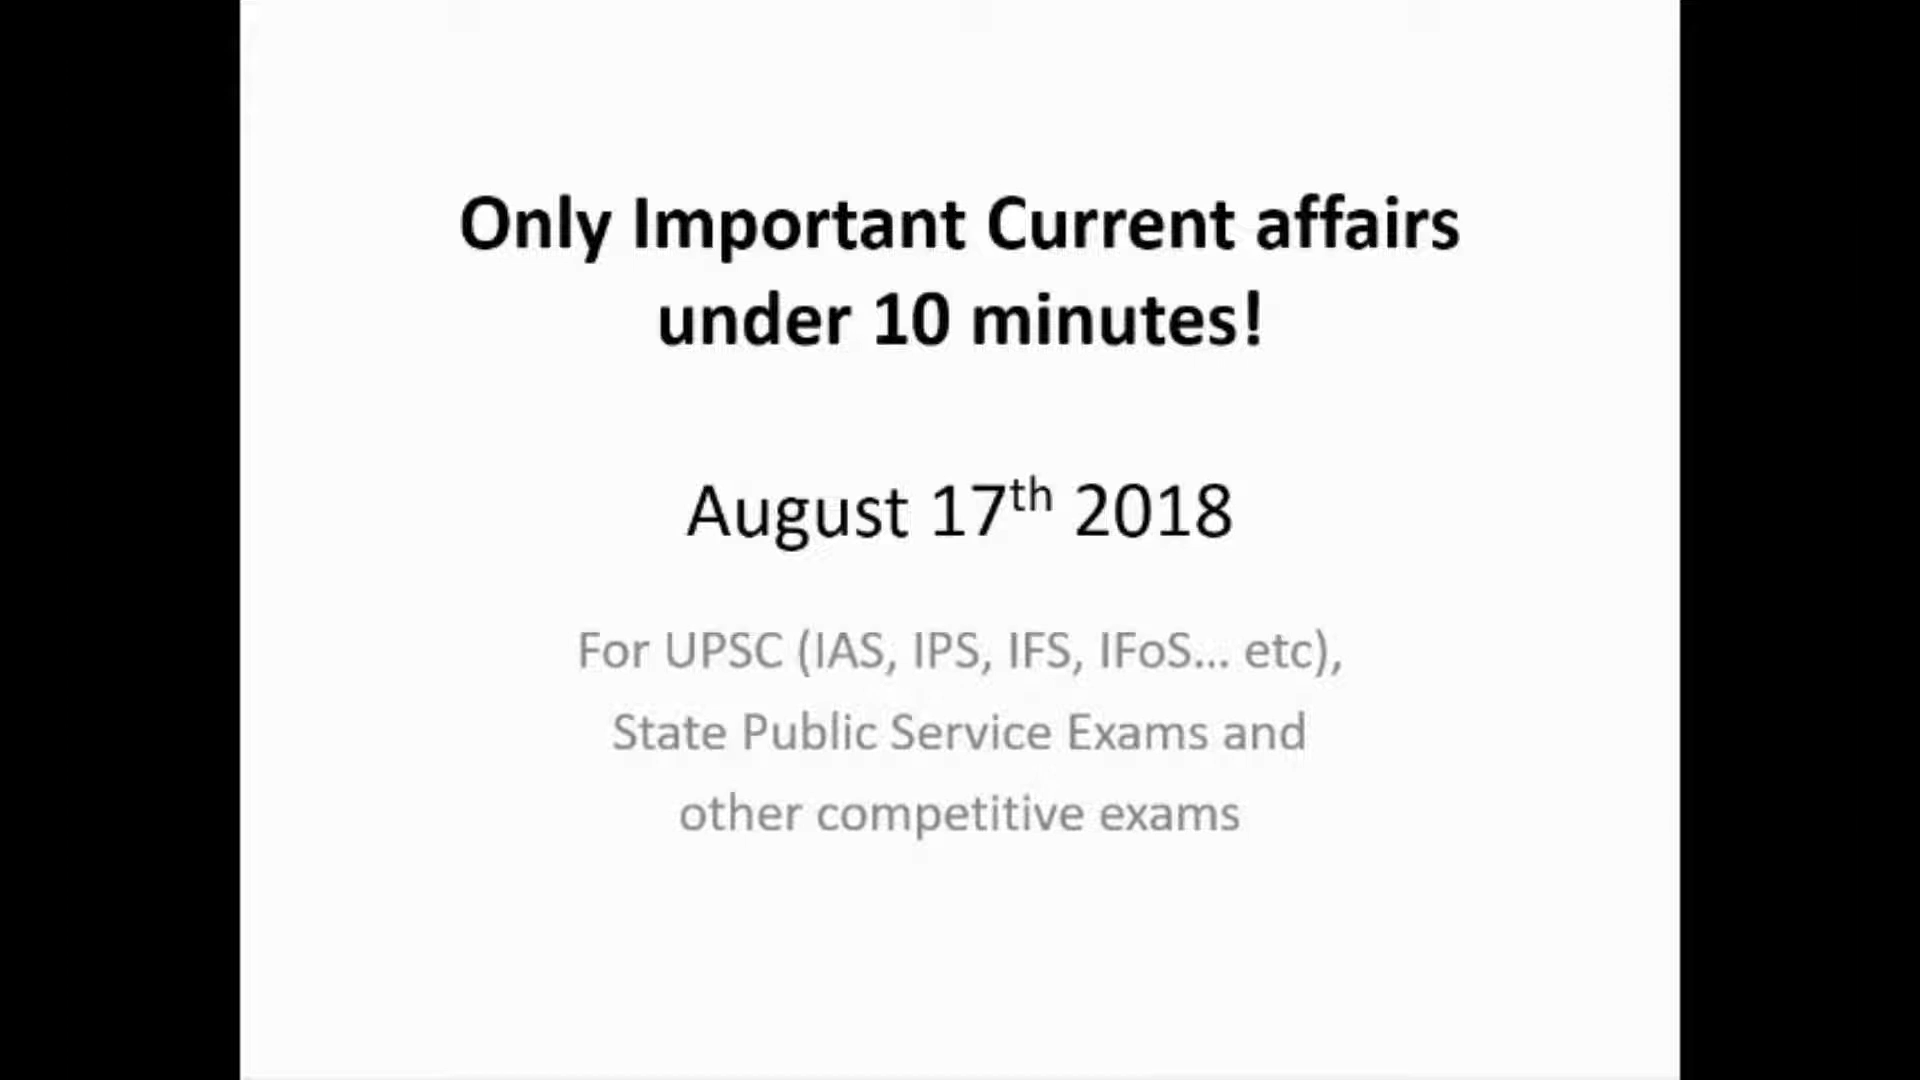 Only Important Current affairs
under 10 minutes!
August 17th 2018
For UPSC (IAS, IPS, IFS, IFoS... etc),
State Public Service Exams and
other competitive exams